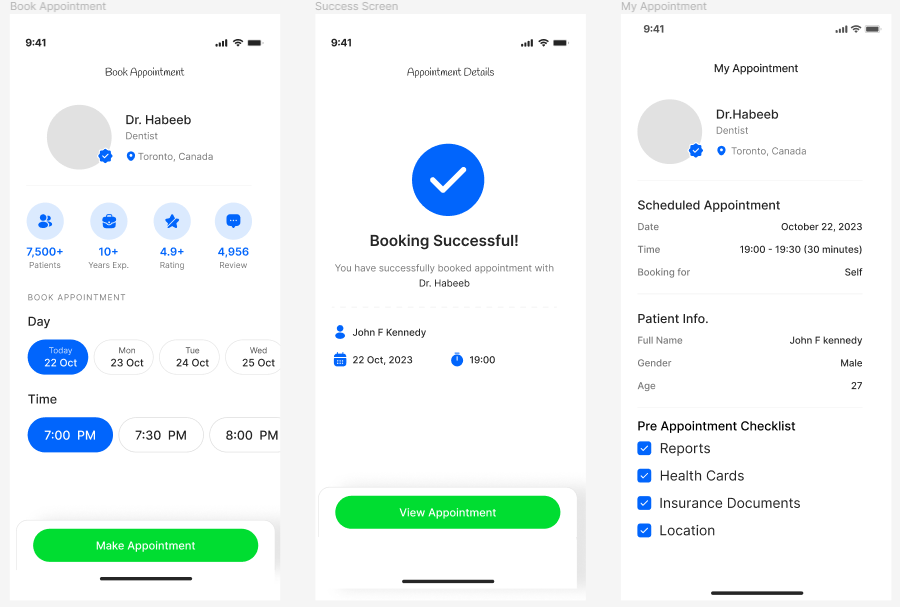 Book Appointment
9:41
Book Appointment
Dr. Habeeb
Dentist
Toronto, Canada
7,500+ 10+ 4.9+ 4,956
Patients Years Exp. Rating Review
BOOK APPOINTMENT
Day
Today Mon Tue Wed
22 Oct 23 Oct 24 Oct 25 Oct
Time
7:00 PM 7:30 PM 8:00 PM
Make Appointment
Success Screen
9:41
Appointment Details
Booking Successful!
You have successfully booked appointment with
Dr. Habeeb
John F Kennedy
22 Oct, 2023 19:00
View Appointment
My Appointment
9:41
My Appointment
Dr.Habeeb
Dentist
Toronto, Canada
Scheduled Appointment
Date October 22, 2023
Time 19:00 - 19:30 (30 minutes)
Booking for Self
Patient Info.
Full Name John F kennedy
Gender Male
Age 27
Pre Appointment Checklist
Reports
Health Cards
Insurance Documents
Location